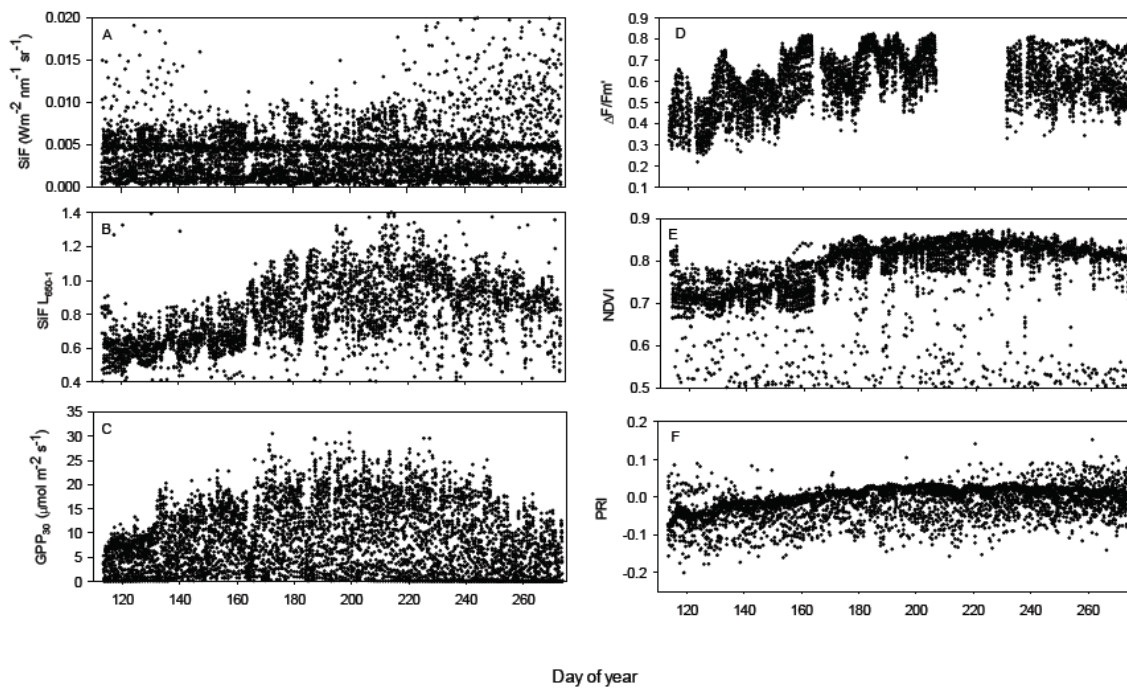 A
SiF (Wm⁻² nm⁻¹ sr⁻¹)
0.020
0.015
0.010
0.005
0.000
B
SiF L₆₅₀₋₁
1.4
1.2
1.0
0.8
0.6
0.4
C
GPP₃₀ (μmol m⁻² s⁻¹)
35
30
25
20
15
10
5
0
120 140 160 180 200 220 240 260
D
ΔF/Fm'
0.9
0.8
0.7
0.6
0.5
0.4
0.3
0.2
0.1
E
NDVI
0.9
0.8
0.7
0.6
0.5
F
PRI
0.2
0.1
0.0
-0.1
-0.2
120 140 160 180 200 220 240 260
Day of year